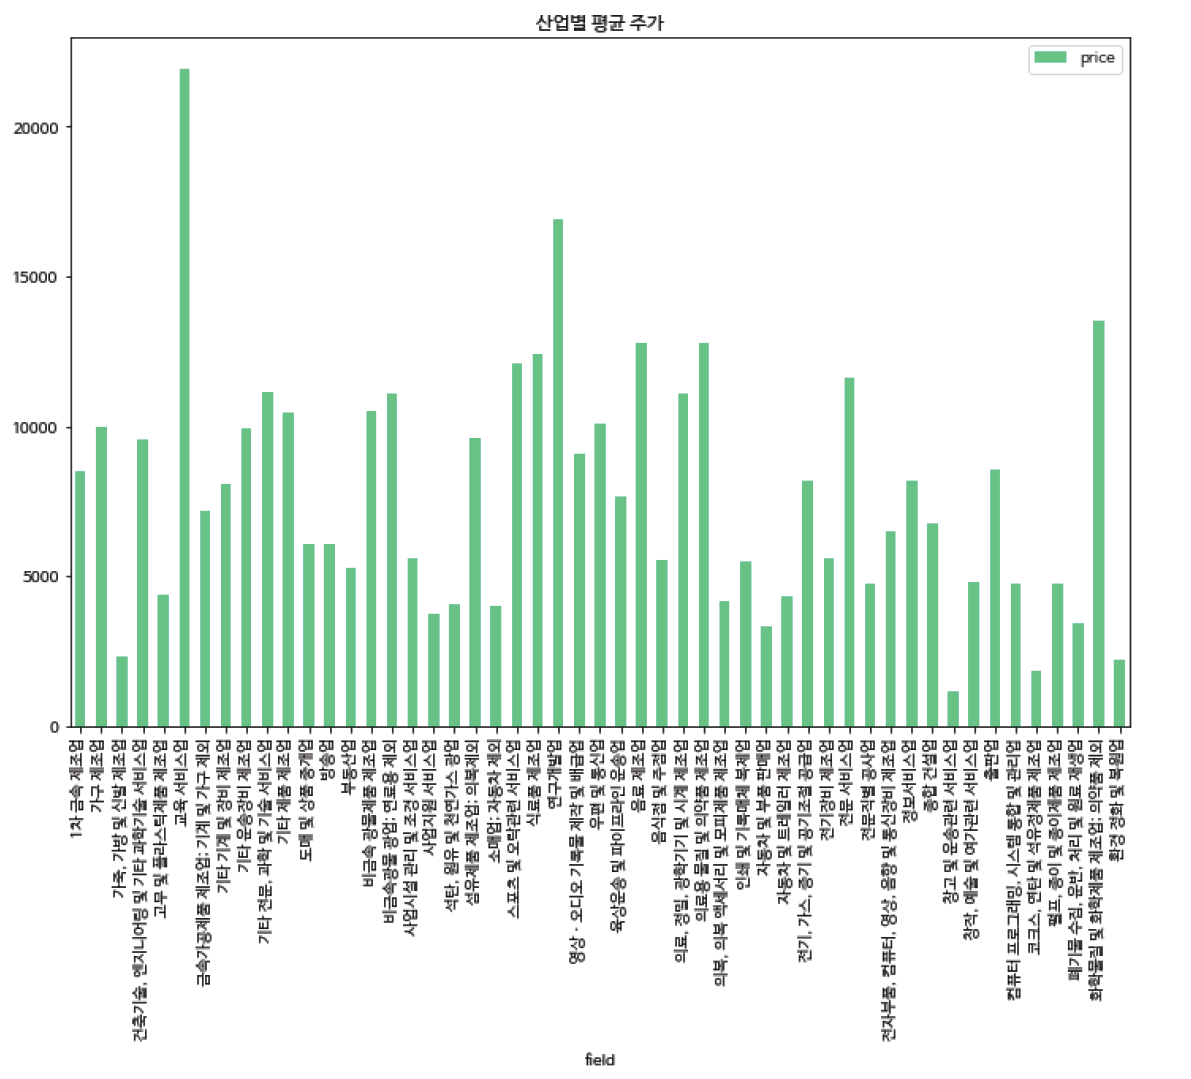 산업별 평균 주가
price
20000
15000
10000
5000
0
1차 금속 제조업
가구 제조업
가죽, 가방 및 신발 제조업
건축기술, 엔지니어링 및 기타 과학기술 서비스업
고무 및 플라스틱제품 제조업
교육 서비스업
금속가공제품 제조업: 기계 및 가구 제외
기타 기계 및 장비 제조업
기타 운송장비 제조업
기타 전문, 과학 및 기술 서비스업
기타 제품 제조업
도매 및 상품 중개업
방송업
부동산업
비금속 광물제품 제조업
비금속광물 광업: 연료용 제외
사업시설 관리 및 조경 서비스업
사업지원 서비스업
석탄, 원유 및 천연가스 광업
섬유제품 제조업: 의복제외
소매업: 자동차 제외
스포츠 및 오락관련 서비스업
식료품 제조업
연구개발업
영상 · 오디오 기록물 제작 및 배급업
우편 및 통신업
육상운송 및 파이프라인 운송업
음료 제조업
음식점 및 주점업
의료, 정밀, 광학기기 및 시계 제조업
의료용 물질 및 의약품 제조업
의복, 의복 액세서리 및 모피제품 제조업
인쇄 및 기록매체 복제업
자동차 및 부품 판매업
자동차 및 트레일러 제조업
전기, 가스, 증기 및 공기조절 공급업
전기장비 제조업
전문 서비스업
전문직별 공사업
전자부품, 컴퓨터, 영상, 음향 및 통신장비 제조업
정보서비스업
종합 건설업
창고 및 운송관련 서비스업
창작, 예술 및 여가관련 서비스업
출판업
컴퓨터 프로그래밍, 시스템 통합 및 관리업
코크스, 연탄 및 석유정제품 제조업
펄프, 종이 및 종이제품 제조업
폐기물 수집, 운반, 처리 및 원료 재생업
화학물질 및 화학제품 제조업: 의약품 제외
환경 정화 및 복원업
field